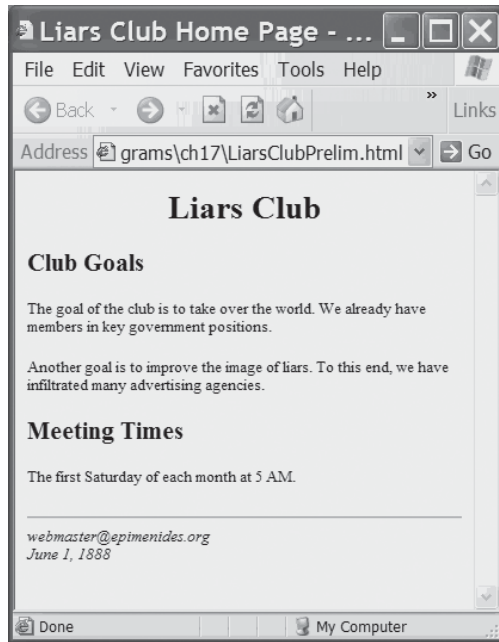 Liars Club Home Page - ...
File Edit View Favorites Tools Help
Back » Links
Address grams\ch17\LiarsClubPrelim.html Go
Liars Club
Club Goals
The goal of the club is to take over the world. We already have
members in key government positions.
Another goal is to improve the image of liars. To this end, we have
infiltrated many advertising agencies.
Meeting Times
The first Saturday of each month at 5 AM.
webmaster@epimenides.org
June 1, 1888
Done My Computer